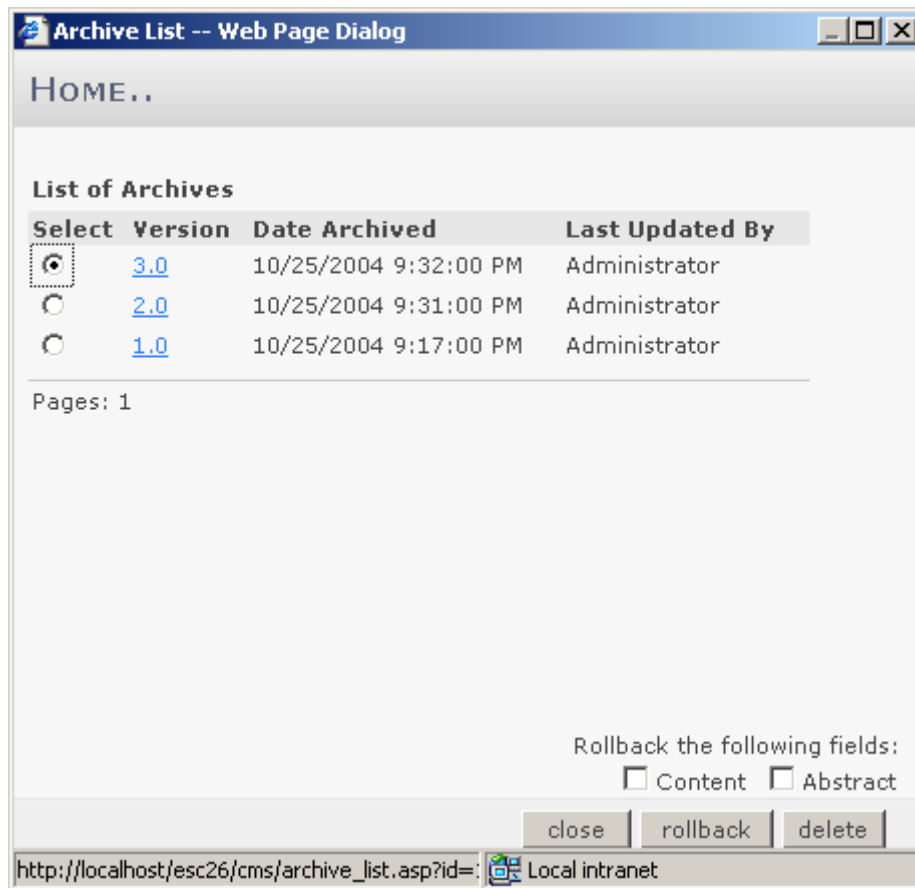 Archive List -- Web Page Dialog
HOME..
List of Archives
Select Version Date Archived Last Updated By
3.0 10/25/2004 9:32:00 PM Administrator
2.0 10/25/2004 9:31:00 PM Administrator
1.0 10/25/2004 9:17:00 PM Administrator
Pages: 1
Rollback the following fields:
Content Abstract
close rollback delete
http://localhost/esc26/cms/archive_list.asp?id= Local intranet